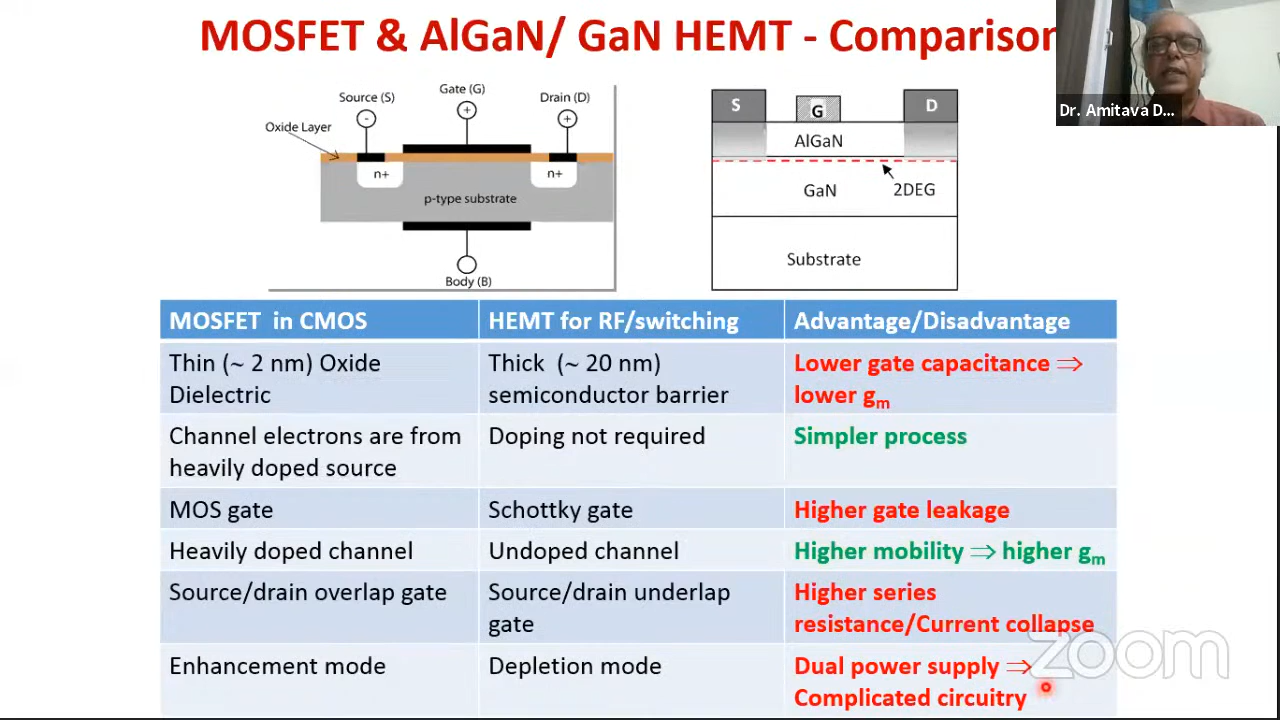 MOSFET & AlGaN/ GaN HEMT - Comparison
Dr. Amitava D...
Source (S)
Gate (G)
Drain (D)
-
+
+
Oxide Layer
n+
n+
p-type substrate
Body (B)
S
G
D
AlGaN
GaN
2DEG
Substrate
MOSFET in CMOS
HEMT for RF/switching
Advantage/Disadvantage
Thin (~ 2 nm) Oxide
Dielectric
Thick (~ 20 nm)
semiconductor barrier
Lower gate capacitance ⇒
lower gm
Channel electrons are from
heavily doped source
Doping not required
Simpler process
MOS gate
Schottky gate
Higher gate leakage
Heavily doped channel
Undoped channel
Higher mobility ⇒ higher gm
Source/drain overlap gate
Source/drain underlap
gate
Higher series
resistance/Current collapse
Enhancement mode
Depletion mode
Dual power supply ⇒
Complicated circuitry
zoom